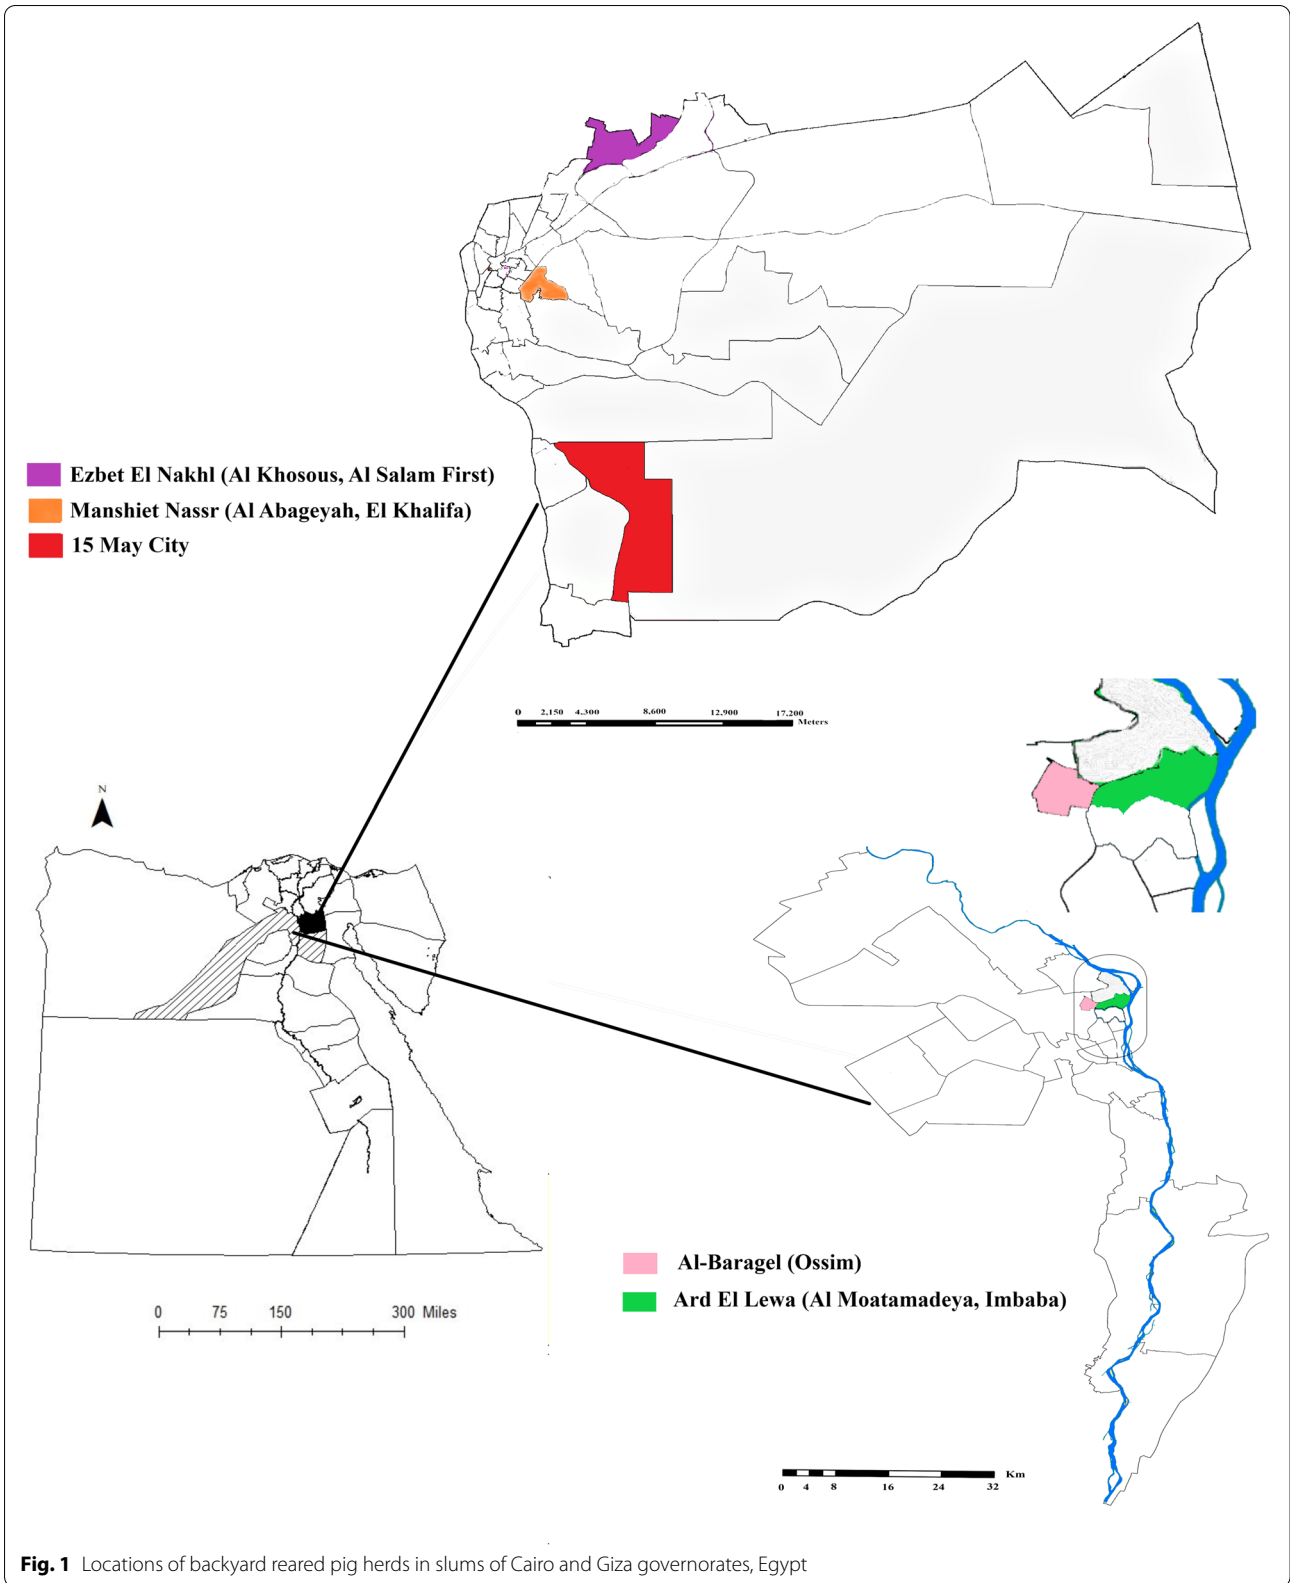 Ezbet El Nakhl (Al Khosous, Al Salam First)
Manshiet Nassr (Al Abageyah, El Khalifa)
15 May City
0 2,150 4,300 8,600 12,900 17,200
Meters
N
0 75 150 300 Miles
Al-Baragel (Ossim)
Ard El Lewa (Al Moatamadeya, Imbaba)
Km
0 4 8 16 24 32
Fig. 1 Locations of backyard reared pig herds in slums of Cairo and Giza governorates, Egypt